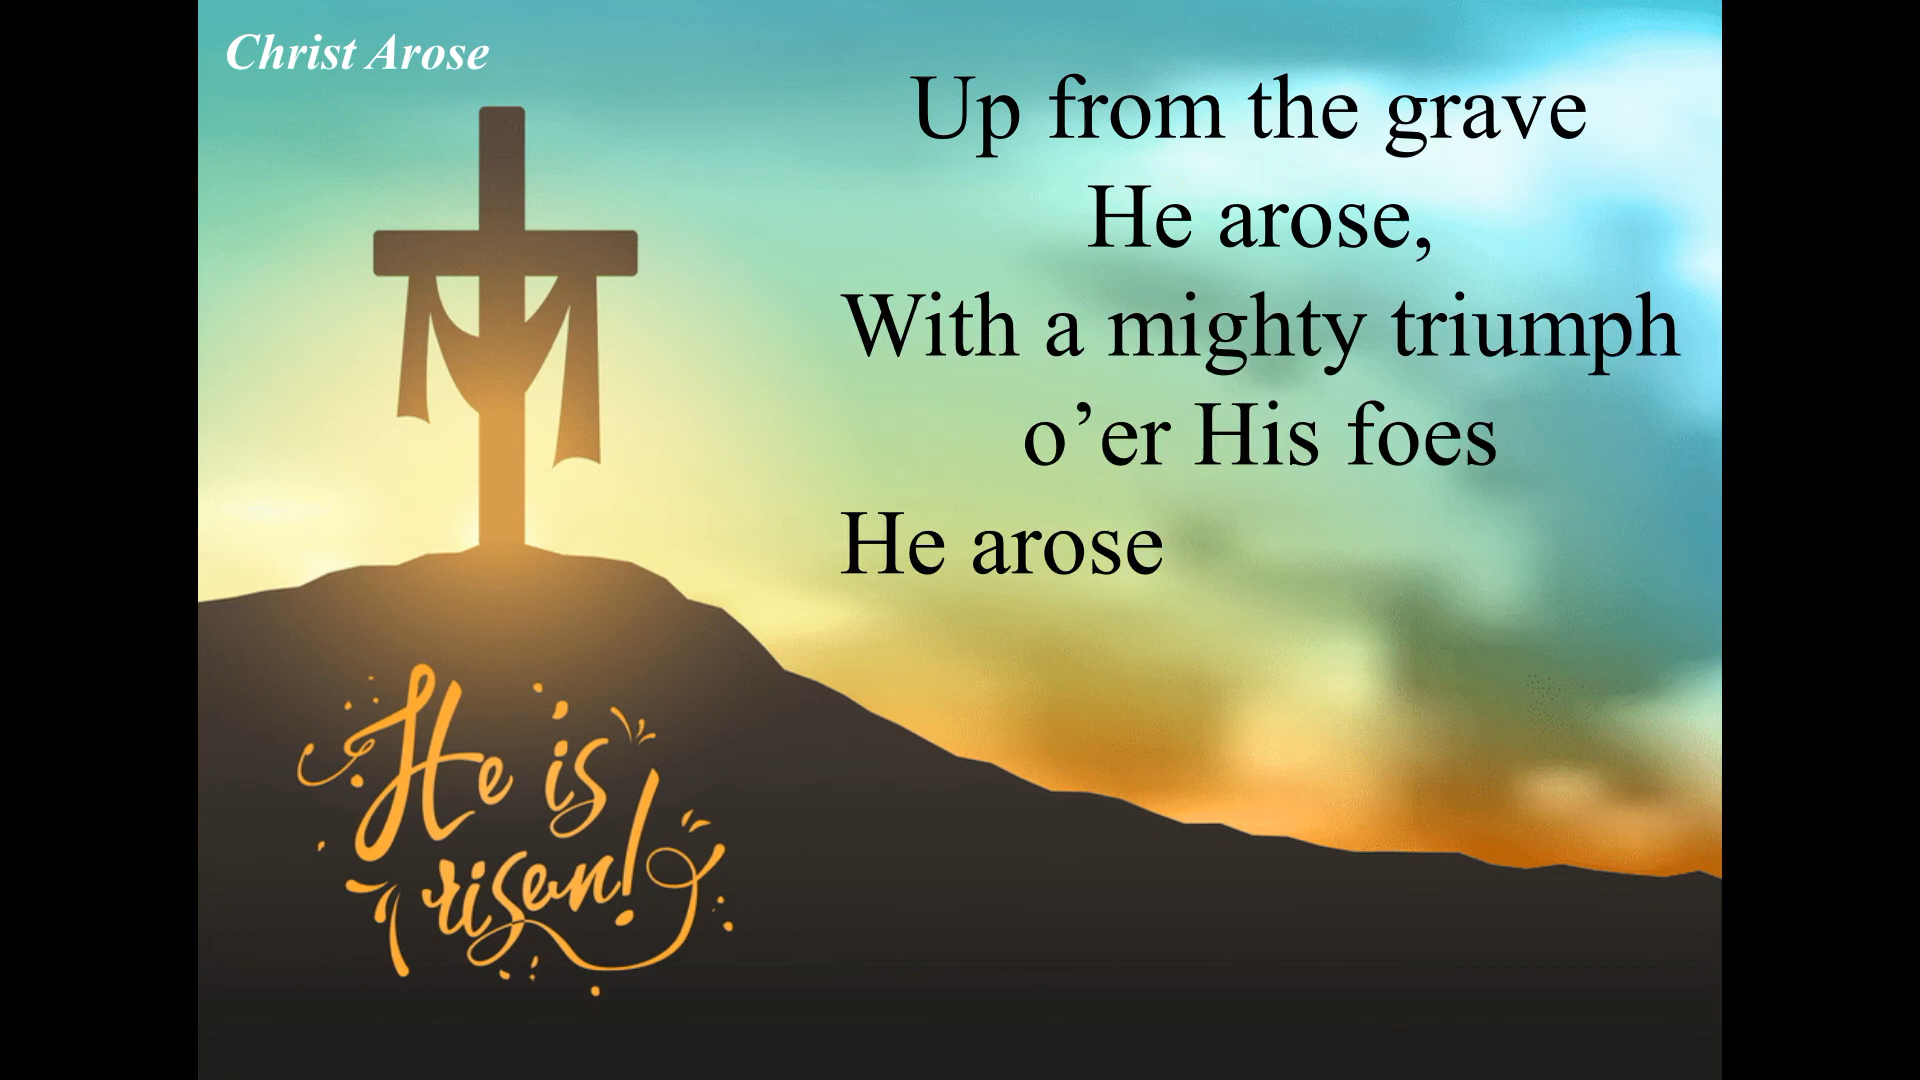 Christ Arose
Up from the grave
He arose,
With a mighty triumph
o’er His foes
He arose
He is
risen!